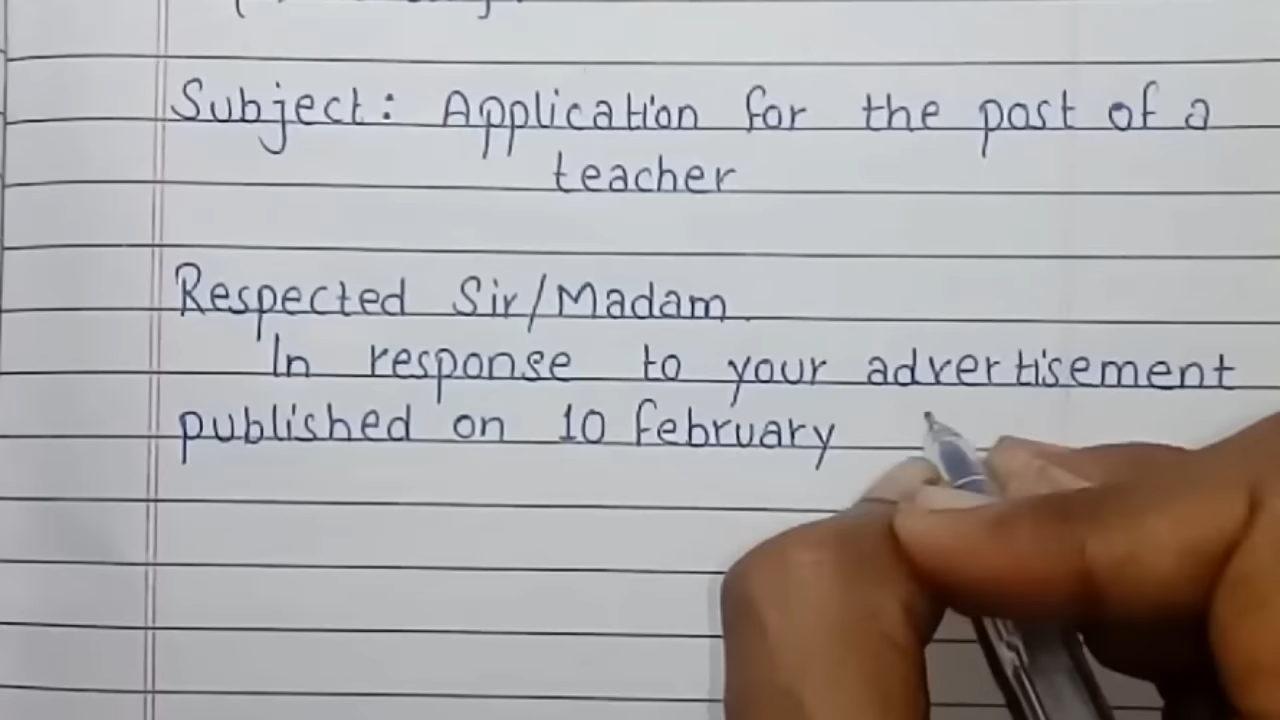 Subject: Application for the post of a
teacher
Respected Sir/Madam
In response to your advertisement
published on 10 february